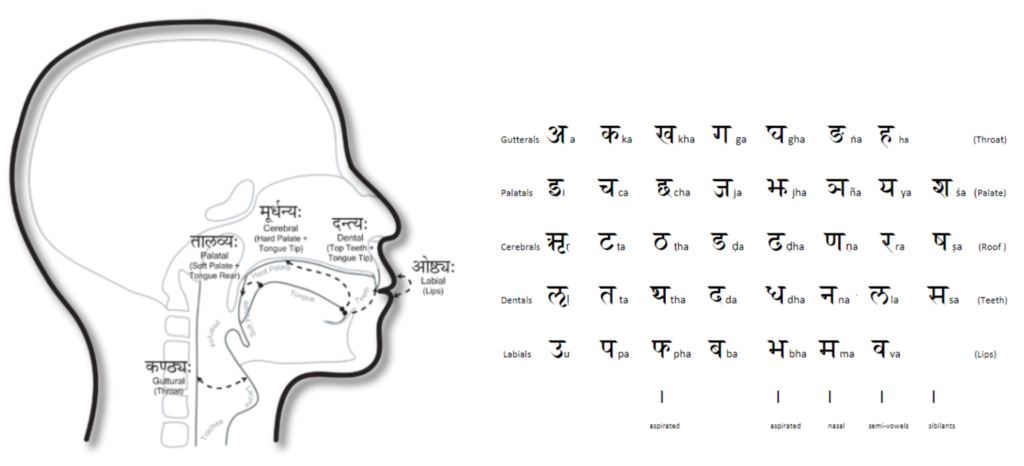 मूर्धन्यः
Cerebral
(Hard Palate +
Tongue Tip)
दन्त्यः
Dental
(Top Teeth +
Tongue Tip)
तालव्यः
Palatal
(Soft Palate +
Tongue Rear)
ओष्ठ्यः
Labial
(Lips)
Hard Palate
Tongue
Teeth
Soft Palate
Pharynx
कण्ठ्यः
Guttural
(Throat)
Larynx
Trachea
Gutterals अ a क ka ख kha ग ga घ gha ङ ṅa ह ha (Throat)
Palatals इ i च ca छ cha ज ja झ jha ञ ña य ya श śa (Palate)
Cerebrals ऋ ṛ ट ṭa ठ ṭha ड ḍa ढ ḍha ण ṇa र ra ष ṣa (Roof )
Dentals ऌ ḷ त ta थ tha द da ध dha न na ल la स sa (Teeth)
Labials उ u प pa फ pha ब ba भ bha म ma व va (Lips)
| | | | |
aspirated aspirated nasal semi-vowels sibilants